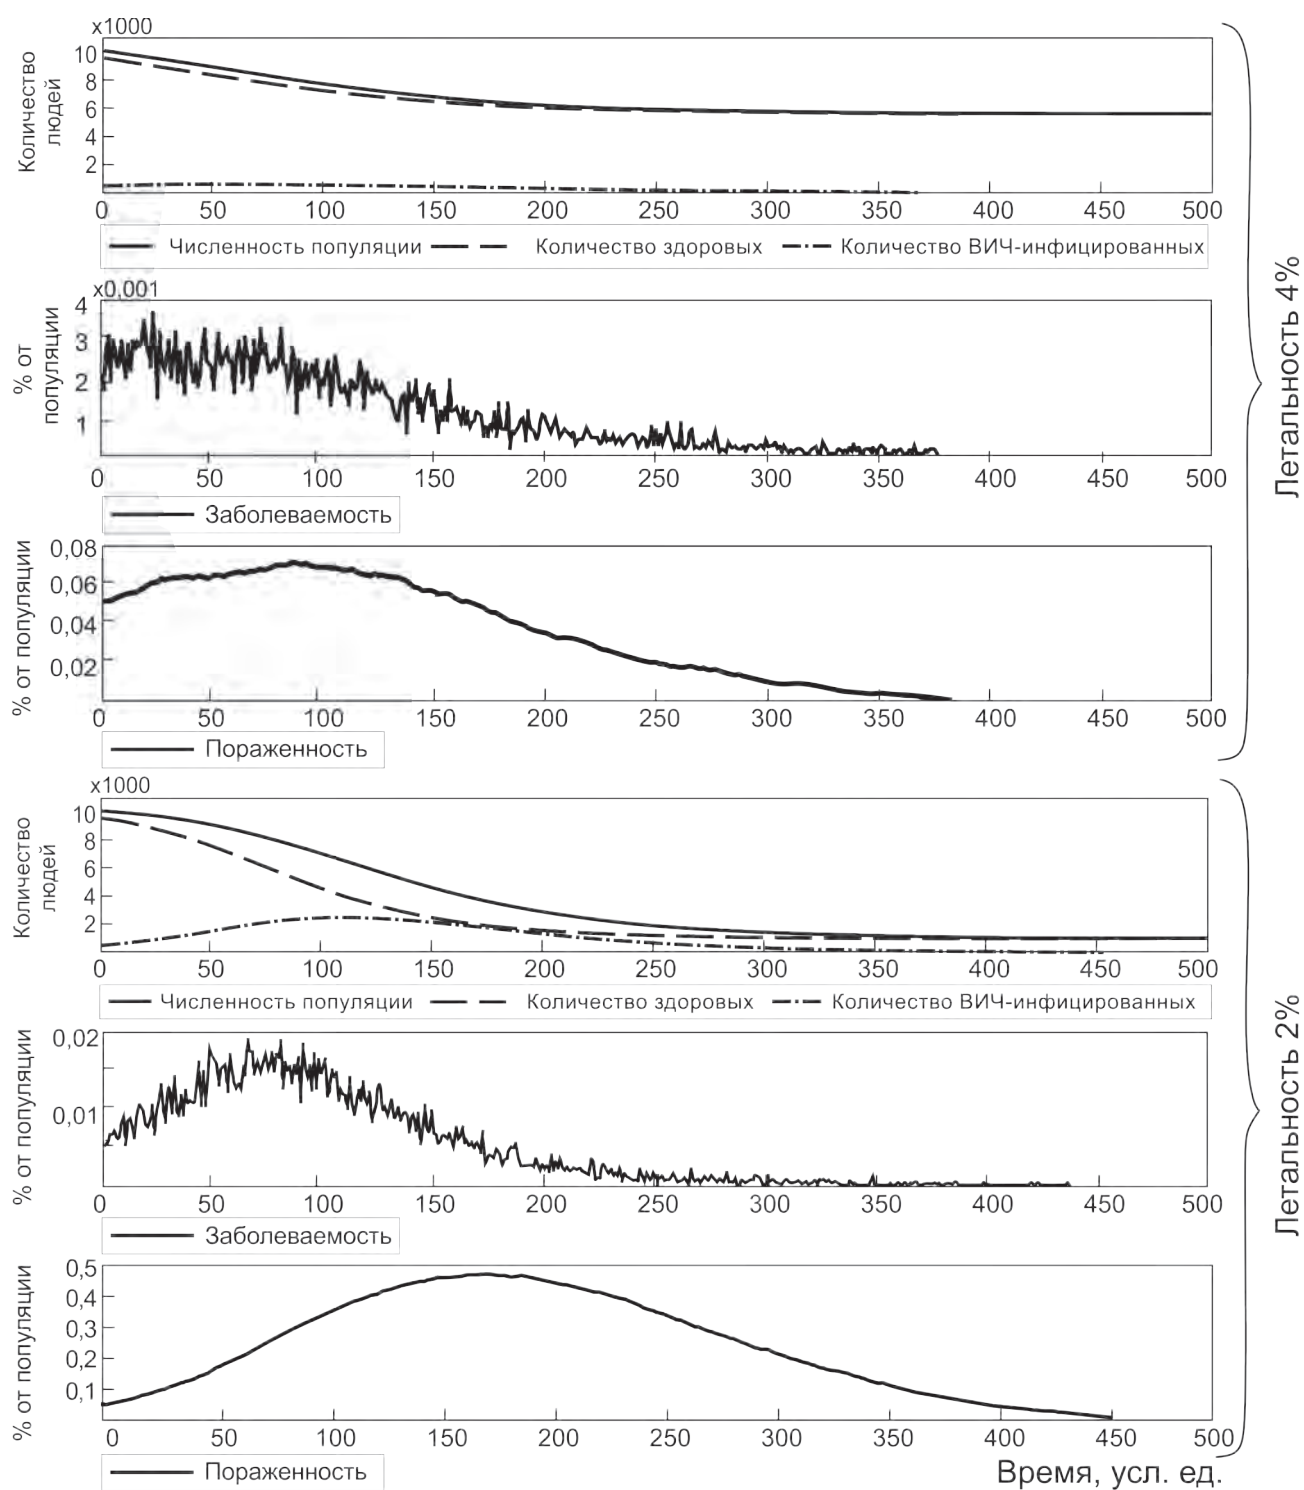 x1000
Количество
людей
10
8
6
4
2
0 50 100 150 200 250 300 350 400 450 500
Численность популяции Количество здоровых Количество ВИЧ-инфицированных
x0,001
% от
популяции
4
3
2
1
0 50 100 150 200 250 300 350 400 450 500
Заболеваемость
% от популяции
0,08
0,06
0,04
0,02
0 50 100 150 200 250 300 350 400 450 500
Пораженность
Летальность 4%
x1000
Количество
людей
10
8
6
4
2
0 50 100 150 200 250 300 350 400 450 500
Численность популяции Количество здоровых Количество ВИЧ-инфицированных
% от популяции
0,02
0,01
0 50 100 150 200 250 300 350 400 450 500
Заболеваемость
% от популяции
0,5
0,4
0,3
0,2
0,1
0 50 100 150 200 250 300 350 400 450 500
Пораженность
Время, усл. ед.
Летальность 2%